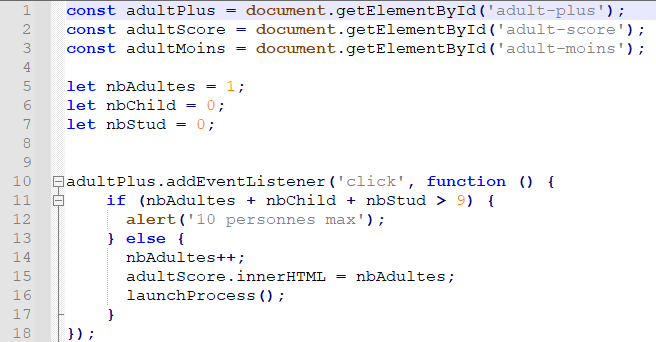 1 const adultPlus = document.getElementById('adult-plus');
2 const adultScore = document.getElementById('adult-score');
3 const adultMoins = document.getElementById('adult-moins');
4
5 let nbAdultes = 1;
6 let nbChild = 0;
7 let nbStud = 0;
8
9
10 adultPlus.addEventListener('click', function () {
11     if (nbAdultes + nbChild + nbStud > 9) {
12       alert('10 personnes max');
13     } else {
14       nbAdultes++;
15       adultScore.innerHTML = nbAdultes;
16       launchProcess();
17     }
18 });